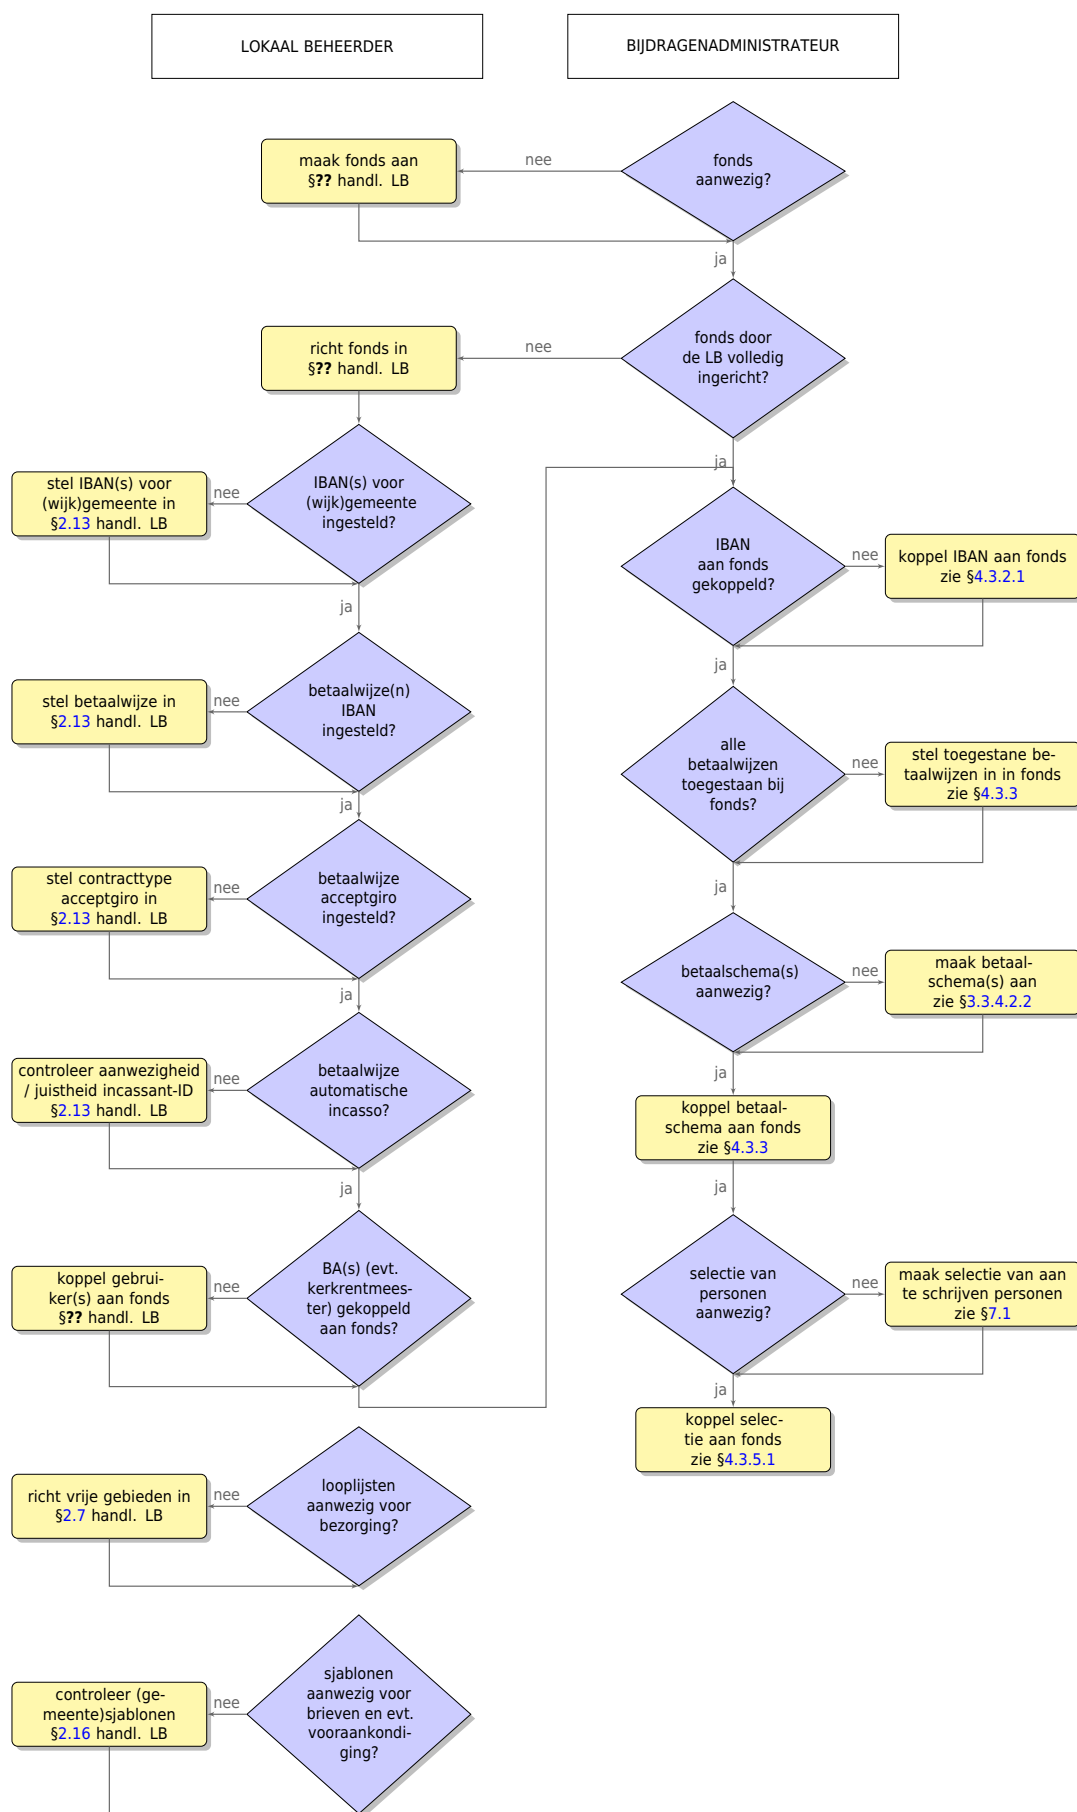 LOKAAL BEHEERDER
BIJDRAGENADMINISTRATEUR
maak fonds aan
§?? handl. LB
nee
fonds
aanwezig?
ja
richt fonds in
§?? handl. LB
nee
fonds door
de LB volledig
ingericht?
ja
stel IBAN(s) voor
(wijk)gemeente in
§2.13 handl. LB
nee
IBAN(s) voor
(wijk)gemeente
ingesteld?
ja
IBAN
aan fonds
gekoppeld?
nee
koppel IBAN aan fonds
zie §4.3.2.1
ja
stel betaalwijze in
§2.13 handl. LB
nee
betaalwijze(n)
IBAN
ingesteld?
ja
alle
betaalwijzen
toegestaan bij
fonds?
nee
stel toegestane be-
taalwijzen in in fonds
zie §4.3.3
ja
stel contracttype
acceptgiro in
§2.13 handl. LB
nee
betaalwijze
acceptgiro
ingesteld?
ja
betaalschema(s)
aanwezig?
nee
maak betaal-
schema(s) aan
zie §3.3.4.2.2
ja
controleer aanwezigheid
/ juistheid incassant-ID
§2.13 handl. LB
nee
betaalwijze
automatische
incasso?
ja
koppel betaal-
schema aan fonds
zie §4.3.3
ja
koppel gebrui-
ker(s) aan fonds
§?? handl. LB
nee
BA(s) (evt.
kerkrentmees-
ter) gekoppeld
aan fonds?
selectie van
personen
aanwezig?
nee
maak selectie van aan
te schrijven personen
zie §7.1
ja
koppel selec-
tie aan fonds
zie §4.3.5.1
richt vrije gebieden in
§2.7 handl. LB
nee
looplijsten
aanwezig voor
bezorging?
controleer (ge-
meente)sjablonen
§2.16 handl. LB
nee
sjablonen
aanwezig voor
brieven en evt.
vooraankondi-
ging?